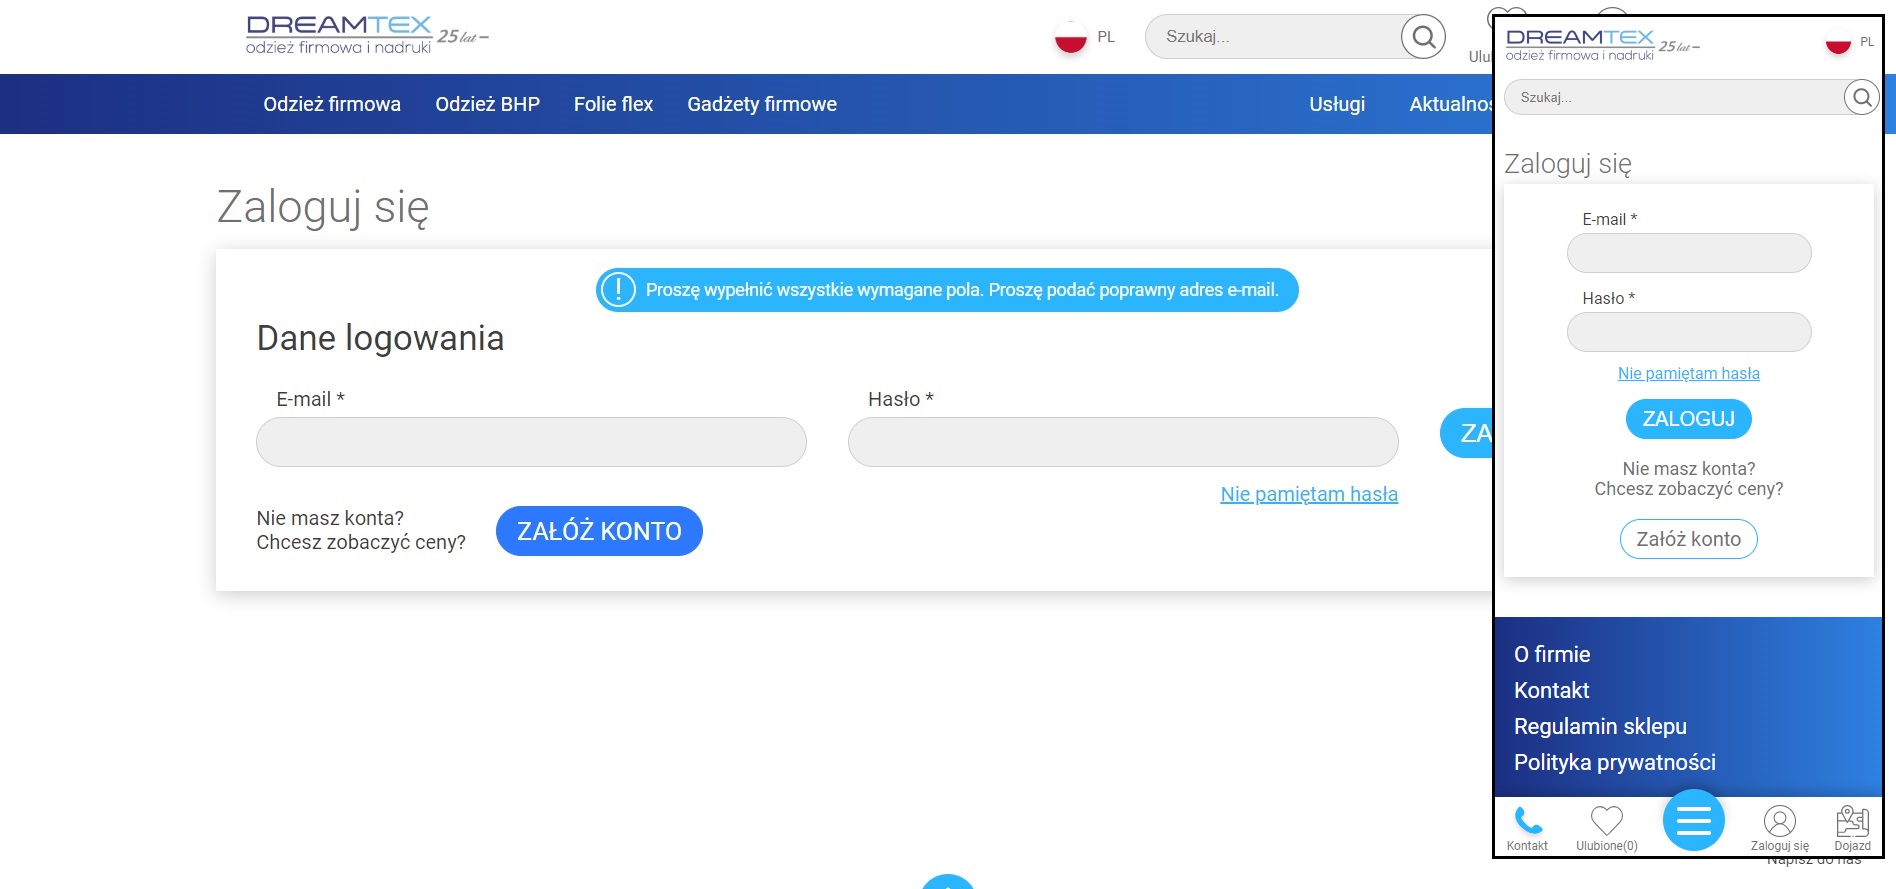 DREAMTEX
odzież firmowa i nadruki
25 lat
PL
Szukaj...
Odzież firmowa
Odzież BHP
Folie flex
Gadżety firmowe
Usługi
Zaloguj się
Proszę wypełnić wszystkie wymagane pola. Proszę podać poprawny adres e-mail.
Dane logowania
E-mail *
Hasło *
Nie pamiętam hasła
Nie masz konta?
Chcesz zobaczyć ceny?
ZAŁÓŻ KONTO
DREAMTEX
odzież firmowa i nadruki
25 lat
PL
Szukaj...
Zaloguj się
E-mail *
Hasło *
Nie pamiętam hasła
ZALOGUJ
Nie masz konta?
Chcesz zobaczyć ceny?
Załóż konto
O firmie
Kontakt
Regulamin sklepu
Polityka prywatności
Kontakt
Ulubione(0)
Zaloguj się
Dojazd
Napisz do nas